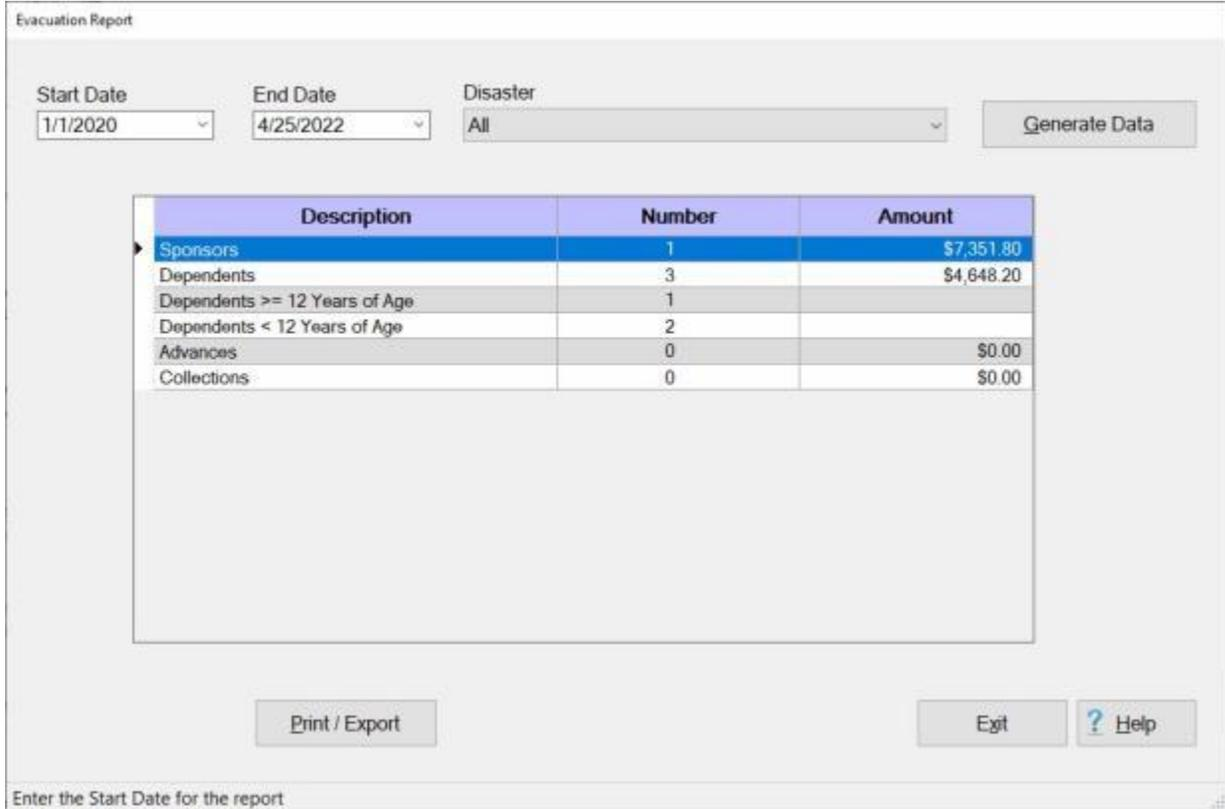 Evacuation Report
Start Date End Date Disaster
1/1/2020 4/25/2022 All Generate Data
Description Number Amount
Sponsors 1 $7,351.80
Dependents 3 $4,648.20
Dependents >= 12 Years of Age 1
Dependents < 12 Years of Age 2
Advances 0 $0.00
Collections 0 $0.00
Print / Export Exit ? Help
Enter the Start Date for the report